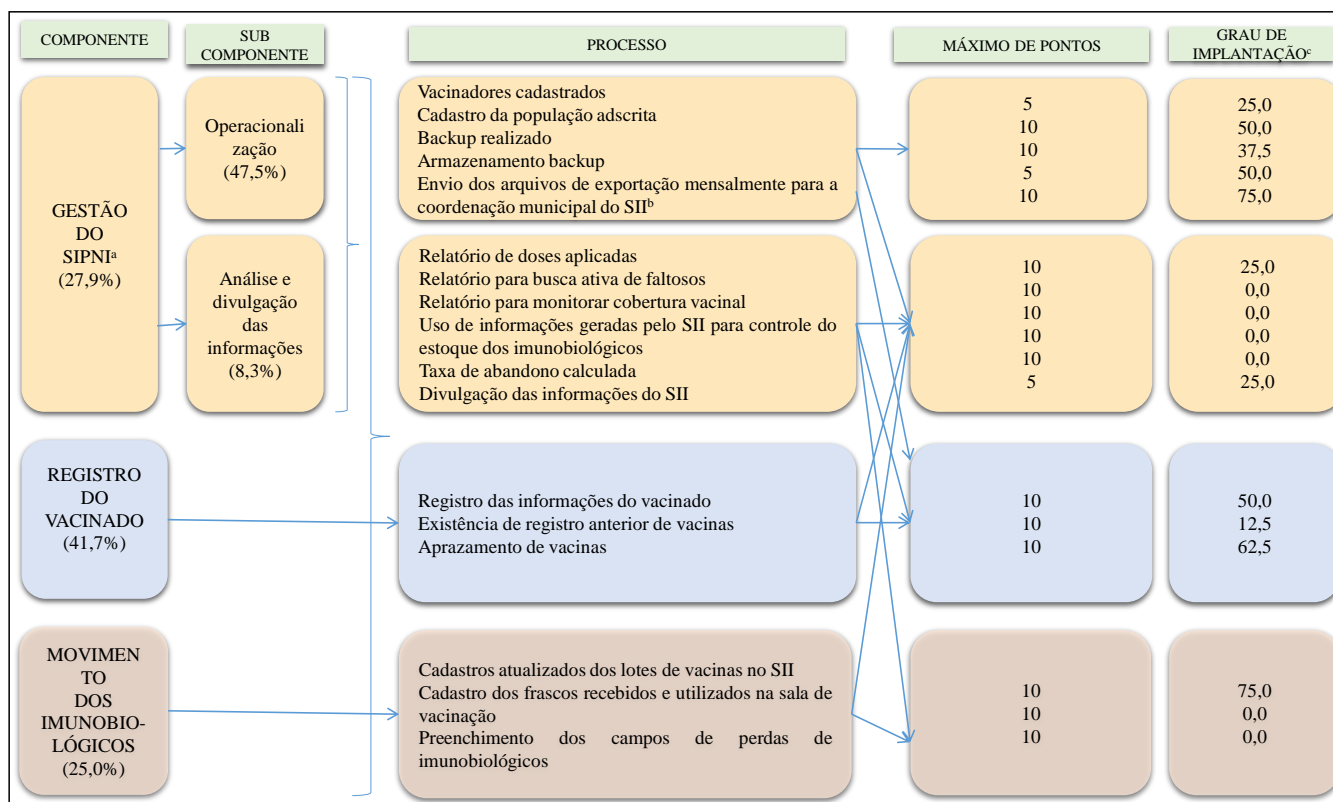 COMPONENTE
SUB
COMPONENTE
PROCESSO
MÁXIMO DE PONTOS
GRAU DE
IMPLANTAÇÃOᶜ
GESTÃO
DO
SIPNIᵃ
(27,9%)
Operacionali
zação
(47,5%)
Vacinadores cadastrados
Cadastro da população adscrita
Backup realizado
Armazenamento backup
Envio dos arquivos de exportação mensalmente para a
coordenação municipal do SIIᵇ
5
10
10
5
10
25,0
50,0
37,5
50,0
75,0
Análise e
divulgação
das
informações
(8,3%)
Relatório de doses aplicadas
Relatório para busca ativa de faltosos
Relatório para monitorar cobertura vacinal
Uso de informações geradas pelo SII para controle do
estoque dos imunobiológicos
Taxa de abandono calculada
Divulgação das informações do SII
10
10
10
10
10
5
25,0
0,0
0,0
0,0
0,0
25,0
REGISTRO
DO
VACINADO
(41,7%)
Registro das informações do vacinado
Existência de registro anterior de vacinas
Aprazamento de vacinas
10
10
10
50,0
12,5
62,5
MOVIMEN
TO
DOS
IMUNOBIO-
LÓGICOS
(25,0%)
Cadastros atualizados dos lotes de vacinas no SII
Cadastro dos frascos recebidos e utilizados na sala de
vacinação
Preenchimento dos campos de perdas de
imunobiológicos
10
10
10
75,0
0,0
0,0